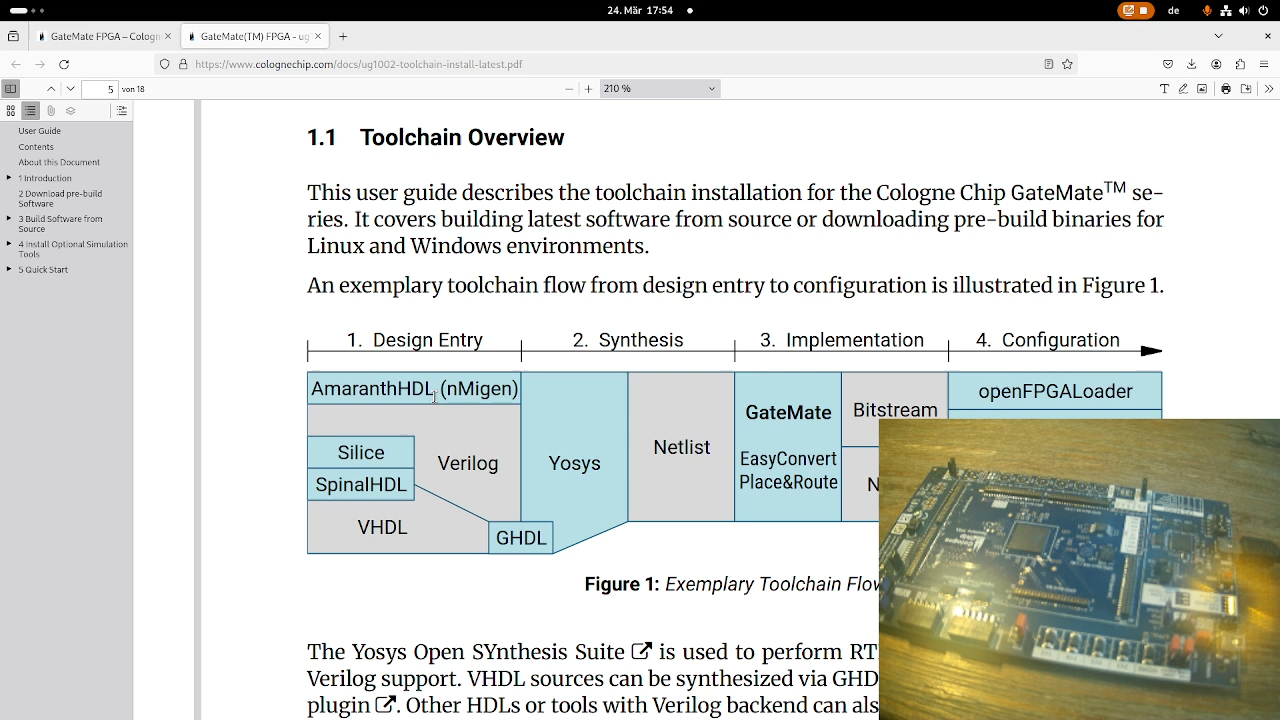 24. Mär 17:54
de
GateMate FPGA – Cologn
GateMate(TM) FPGA - ug
https://www.colognechip.com/docs/ug1002-toolchain-install-latest.pdf
5 von 18
210 %
User Guide
Contents
About this Document
1 Introduction
2 Download pre-build
Software
3 Build Software from
Source
4 Install Optional Simulation
Tools
5 Quick Start
1.1 Toolchain Overview
This user guide describes the toolchain installation for the Cologne Chip GateMate™ se-
ries. It covers building latest software from source or downloading pre-build binaries for
Linux and Windows environments.
An exemplary toolchain flow from design entry to configuration is illustrated in Figure 1.
1. Design Entry 2. Synthesis 3. Implementation 4. Configuration
AmaranthHDL (nMigen)
Silice
SpinalHDL
Verilog
VHDL
GHDL
Yosys
Netlist
GateMate
EasyConvert
Place&Route
Bitstream
N
openFPGALoader
Figure 1: Exemplary Toolchain Flow
The Yosys Open SYnthesis Suite is used to perform RT
Verilog support. VHDL sources can be synthesized via GHD
plugin. Other HDLs or tools with Verilog backend can als